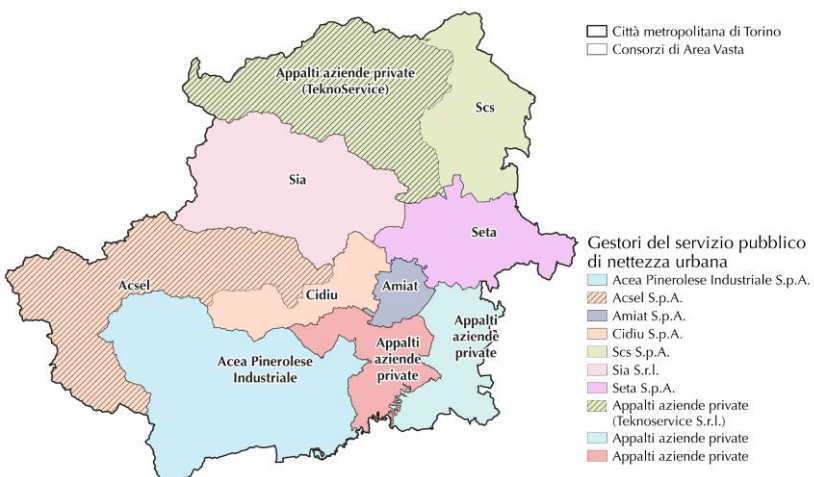 Città metropolitana di Torino
Consorzi di Area Vasta
Appalti aziende private
(TeknoService)
Scs
Sia
Seta
Acsel
Cidiu
Amiat
Appalti
aziende
private
Appalti
aziende
private
Acea Pinerolese
Industriale
Gestori del servizio pubblico
di nettezza urbana
Acea Pinerolese Industriale S.p.A.
Acsel S.p.A.
Amiat S.p.A.
Cidiu S.p.A.
Scs S.p.A.
Sia S.r.l.
Seta S.p.A.
Appalti aziende private
(Teknoservice S.r.l.)
Appalti aziende private
Appalti aziende private